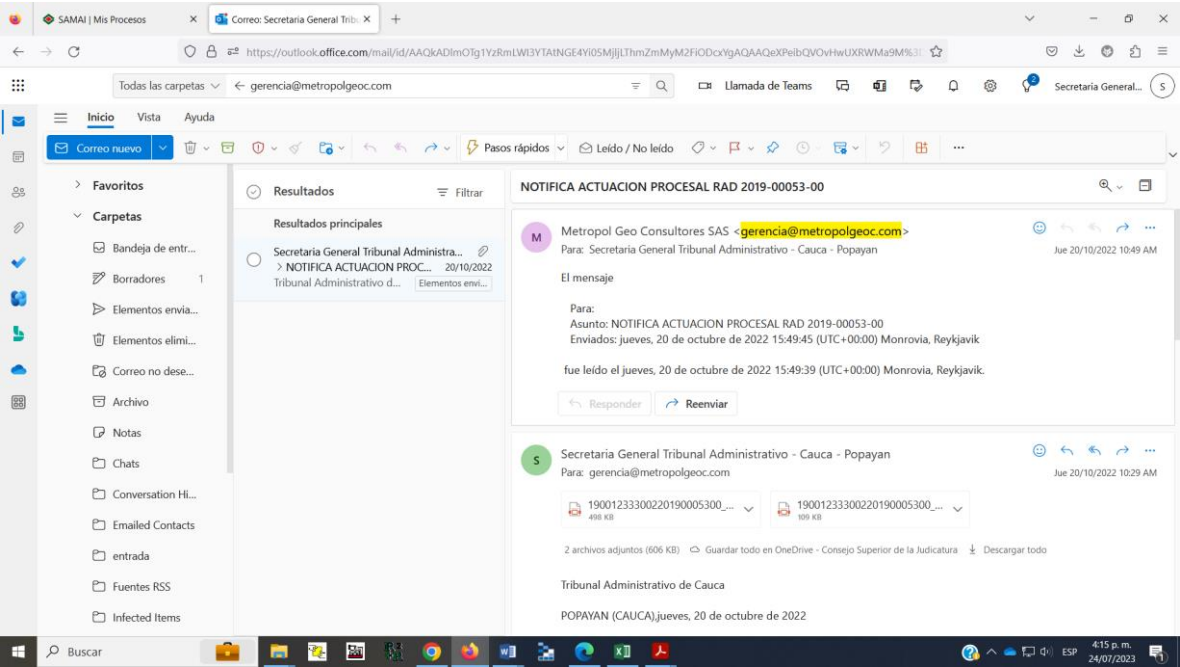 SAMAI | Mis Procesos
Correo: Secretaria General Tribu
https://outlook.office.com/mail/id/
Todas las carpetas
gerencia@metropolgeoc.com
Llamada de Teams
2
Secretaria General...
S
Inicio Vista Ayuda
Correo nuevo
Pasos rápidos
Leído / No leído
Favoritos
Carpetas
Bandeja de entr...
Borradores 1
Elementos envia...
Elementos elimi...
Correo no dese...
Archivo
Notas
Chats
Conversation Hi...
Emailed Contacts
entrada
Fuentes RSS
Infected Items
Resultados
Filtrar
Resultados principales
Secretaria General Tribunal Administra...
> NOTIFICA ACTUACION PROC... 20/10/2022
Tribunal Administrativo d... Elementos envi...
NOTIFICA ACTUACION PROCESAL RAD 2019-00053-00
M
Metropol Geo Consultores SAS <gerencia@metropolgeoc.com>
Para: Secretaria General Tribunal Administrativo - Cauca - Popayan
Jue 20/10/2022 10:49 AM
El mensaje
Para:
Asunto: NOTIFICA ACTUACION PROCESAL RAD 2019-00053-00
Enviados: jueves, 20 de octubre de 2022 15:49:45 (UTC+00:00) Monrovia, Reykjavik
fue leído el jueves, 20 de octubre de 2022 15:49:39 (UTC+00:00) Monrovia, Reykjavik.
Responder
Reenviar
S
Secretaria General Tribunal Administrativo - Cauca - Popayan
Para: gerencia@metropolgeoc.com
Jue 20/10/2022 10:29 AM
19001233300220190005300_...
498 KB
19001233300220190005300_...
109 KB
2 archivos adjuntos (606 KB) Guardar todo en OneDrive - Consejo Superior de la Judicatura Descargar todo
Tribunal Administrativo de Cauca
POPAYAN (CAUCA),jueves, 20 de octubre de 2022
Buscar
ESP
4:15 p. m.
24/07/2023